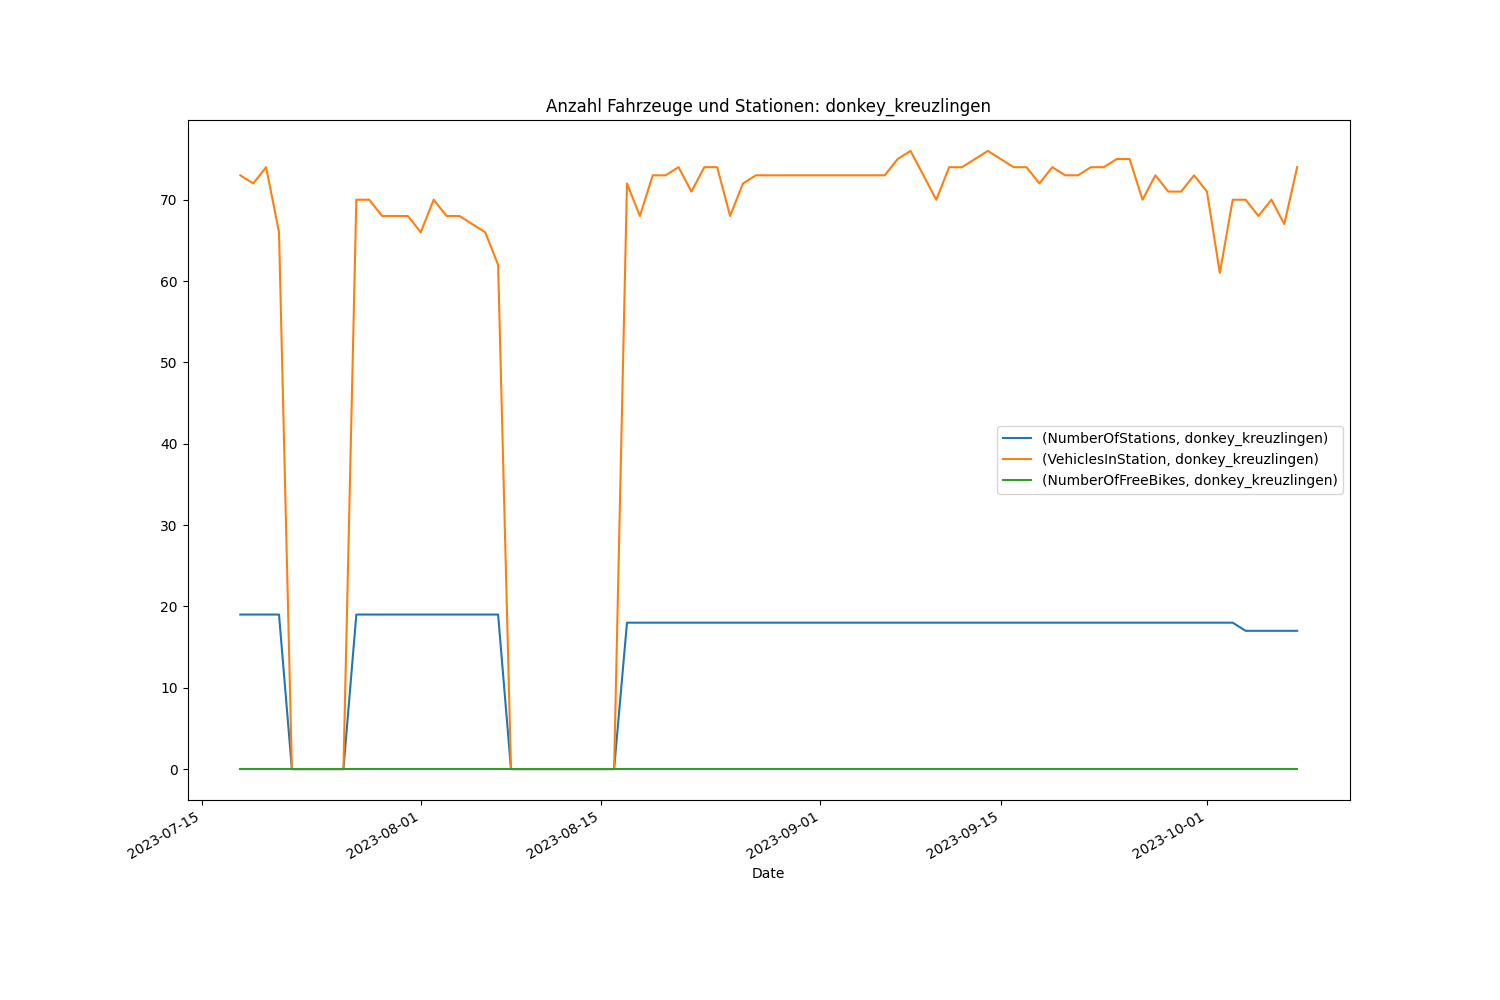 Anzahl Fahrzeuge und Stationen: donkey_kreuzlingen
70
60
50
40
30
20
10
0
(NumberOfStations, donkey_kreuzlingen)
(VehiclesInStation, donkey_kreuzlingen)
(NumberOfFreeBikes, donkey_kreuzlingen)
2023-07-15
2023-08-01
2023-08-15
2023-09-01
2023-09-15
2023-10-01
Date